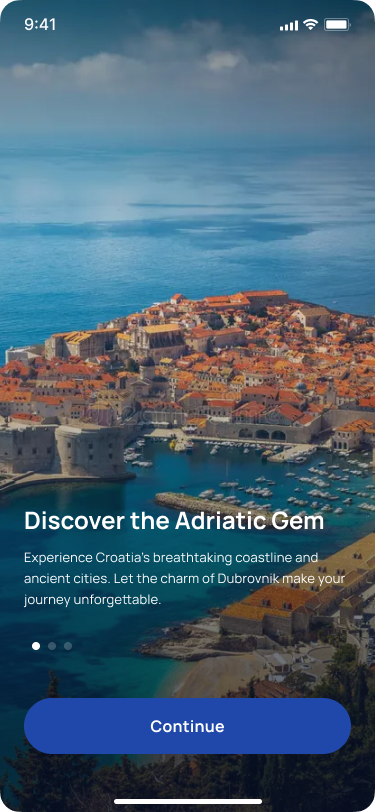 9:41
Discover the Adriatic Gem
Experience Croatia's breathtaking coastline and
ancient cities. Let the charm of Dubrovnik make your
journey unforgettable.
Continue